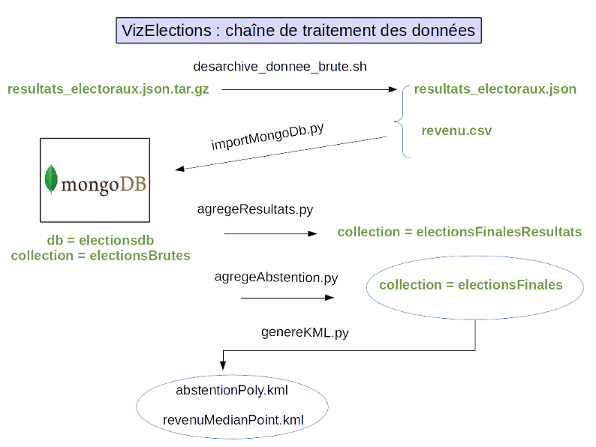 VizElections : chaîne de traitement des données
desarchive_donnee_brute.sh
resultats_electoraux.json.tar.gz
resultats_electoraux.json
revenu.csv
importMongoDb.py
mongoDB
agregeResultats.py
db = electionsdb
collection = electionsBrutes
collection = electionsFinalesResultats
agregeAbstention.py
collection = electionsFinales
genereKML.py
abstentionPoly.kml
revenuMedianPoint.kml